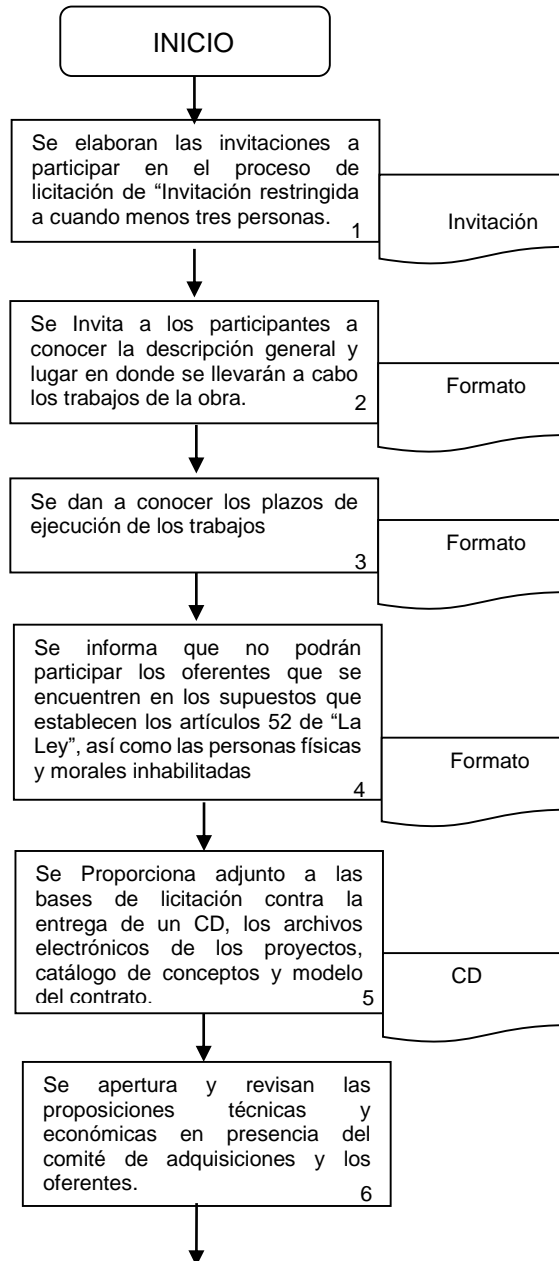 INICIO
Se elaboran las invitaciones a
participar en el proceso de
licitación de “Invitación restringida
a cuando menos tres personas.
1
Invitación
Se Invita a los participantes a
conocer la descripción general y
lugar en donde se llevarán a cabo
los trabajos de la obra.
2
Formato
Se dan a conocer los plazos de
ejecución de los trabajos
3
Formato
Se informa que no podrán
participar los oferentes que se
encuentren en los supuestos que
establecen los artículos 52 de “La
Ley”, así como las personas físicas
y morales inhabilitadas
4
Formato
Se Proporciona adjunto a las
bases de licitación contra la
entrega de un CD, los archivos
electrónicos de los proyectos,
catálogo de conceptos y modelo
del contrato.
5
CD
Se apertura y revisan las
proposiciones técnicas y
económicas en presencia del
comité de adquisiciones y los
oferentes.
6